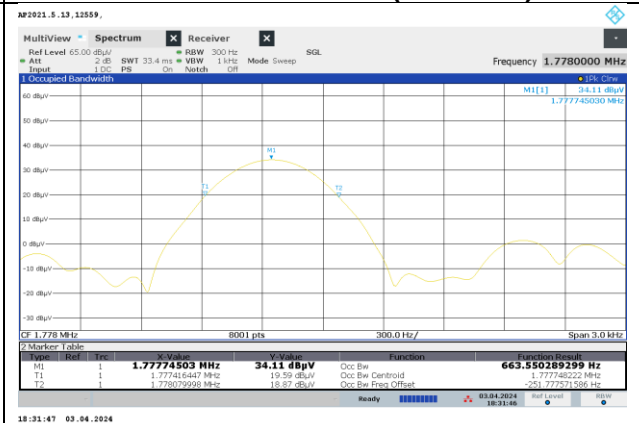 AP2021.5.13,12559,
MultiView Spectrum X Receiver X
Ref Level 65.00 dBµV RBW 300 Hz SGL
Att 2 dB SWT 33.4 ms VBW 1 kHz Mode Sweep Frequency 1.7780000 MHz
Input 1 DC PS On Notch Off
1 Occupied Bandwidth 1Pk Clrw
M1[1] 34.11 dBµV
1.777745030 MHz
60 dBµV
50 dBµV
40 dBµV
M1
30 dBµV
T1 T2
20 dBµV
10 dBµV
0 dBµV
-10 dBµV
-20 dBµV
-30 dBµV
CF 1.778 MHz 8001 pts 300.0 Hz/ Span 3.0 kHz
2 Marker Table
Type Ref Trc X-Value Y-Value Function Function Result
M1 1 1.77774503 MHz 34.11 dBµV Occ Bw 663.550289299 Hz
T1 1 1.777416447 MHz 19.59 dBµV Occ Bw Centroid 1.777748222 MHz
T2 1 1.778079998 MHz 18.87 dBµV Occ Bw Freq Offset -251.777571586 Hz
Ready 03.04.2024 Ref Level RBW
18:31:46
18:31:47 03.04.2024